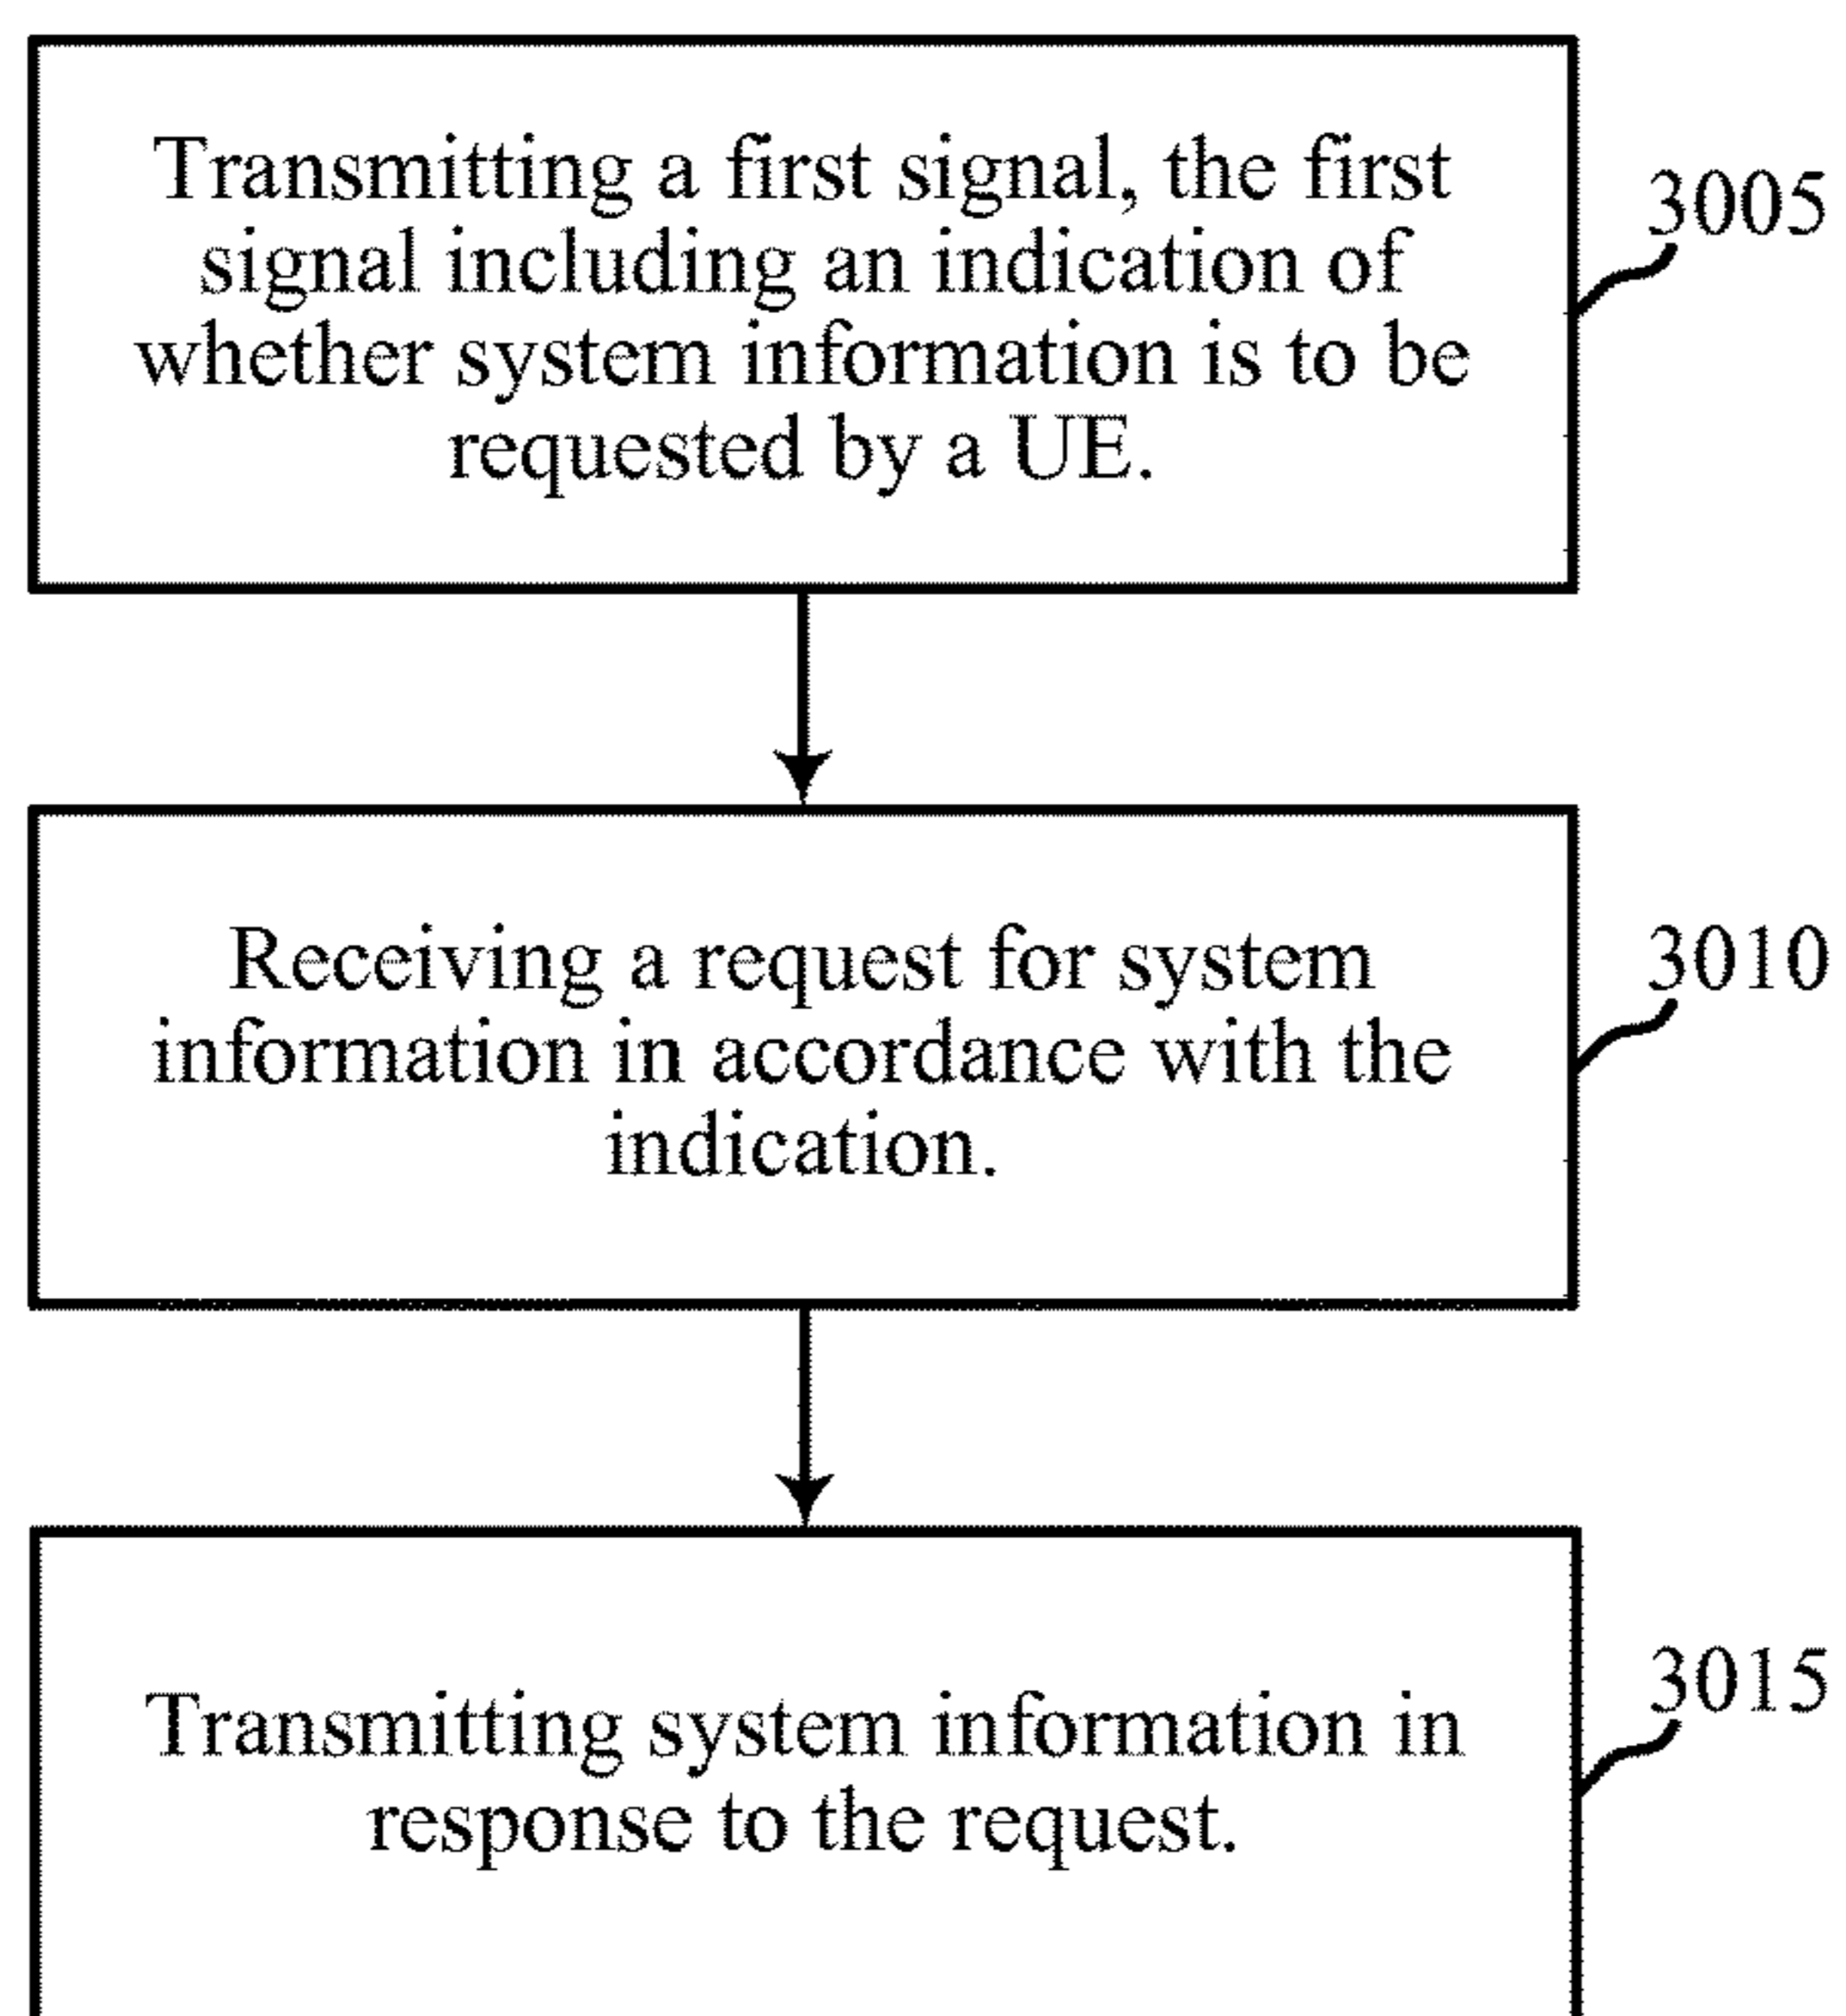 Transmitting a first signal, the first
signal including an indication of
whether system information is to be
requested by a UE.
3005
Receiving a request for system
information in accordance with the
indication.
3010
Transmitting system information in
response to the request.
3015